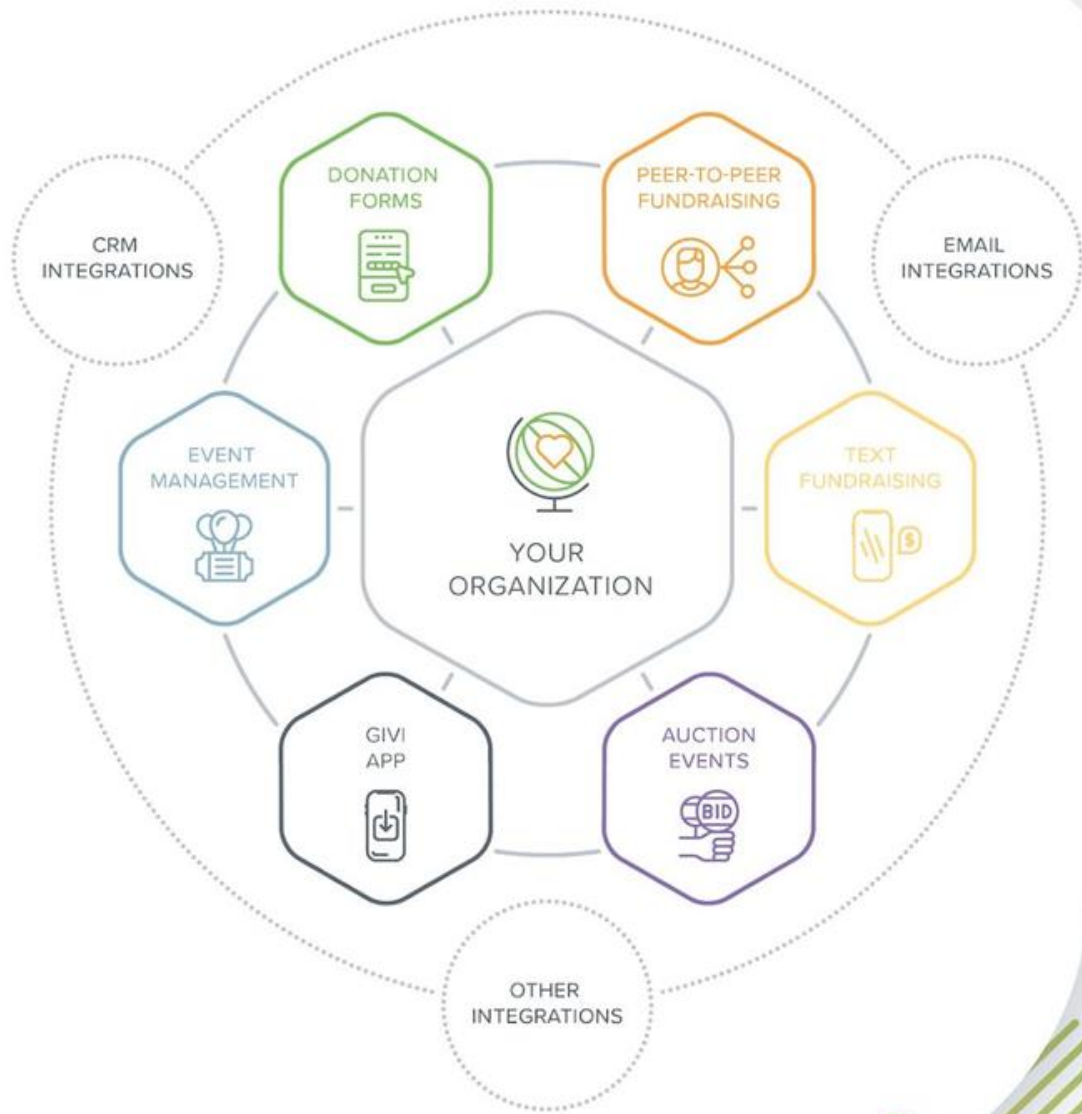 DONATION
FORMS
PEER-TO-PEER
FUNDRAISING
CRM
INTEGRATIONS
EMAIL
INTEGRATIONS
EVENT
MANAGEMENT
TEXT
FUNDRAISING
$
YOUR
ORGANIZATION
GIVI
APP
AUCTION
EVENTS
BID
OTHER
INTEGRATIONS